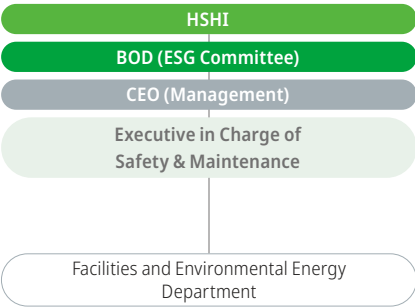 HSHI
BOD (ESG Committee)
CEO (Management)
Executive in Charge of
Safety & Maintenance
Facilities and Environmental Energy
Department